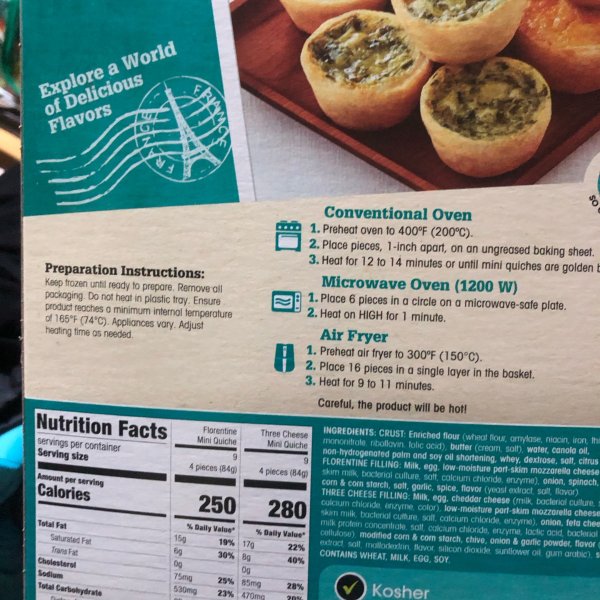 Explore a World
of Delicious
Flavors
FRANCE
FRANCE
Conventional Oven
1. Preheat oven to 400°F (200°C).
2. Place pieces, 1-inch apart, on an ungreased baking sheet.
3. Heat for 12 to 14 minutes or until mini quiches are golden
Preparation Instructions:
Keep frozen until ready to prepare. Remove all
packaging. Do not heat in plastic tray. Ensure
product reaches a minimum internal temperature
of 165°F (74°C). Appliances vary. Adjust
heating time as needed.
Microwave Oven (1200 W)
1. Place 6 pieces in a circle on a microwave-safe plate.
2. Heat on HIGH for 1 minute.
Air Fryer
1. Preheat air fryer to 300°F (150°C).
2. Place 16 pieces in a single layer in the basket.
3. Heat for 9 to 11 minutes.
Careful, the product will be hot!
Nutrition Facts
Florentine Mini Quiche
Three Cheese Mini Quiche
servings per container 9 9
Serving size 4 pieces (84g) 4 pieces (84g)
Amount per serving
Calories 250 280
% Daily Value* % Daily Value*
Total Fat 15g 19% 17g 22%
Saturated Fat 6g 30% 8g 40%
Trans Fat 0g 0g
Cholesterol 75mg 25% 85mg 28%
Sodium 530mg 23% 470mg 20%
Total Carbohydrate
INGREDIENTS: CRUST: Enriched flour (wheat flour, amylase, niacin, iron,
mononitrate, riboflavin, folic acid), butter (cream, salt), water, canola oil,
non-hydrogenated palm and soy oil shortening, whey, dextrose, salt, citrus
FLORENTINE FILLING: Milk, egg, low-moisture part-skim mozzarella cheese
skim milk, bacterial culture, salt, calcium chloride, enzyme), onion, spinach,
corn & corn starch, salt, garlic, spice, flavor (yeast extract, salt, flavor)
THREE CHEESE FILLING: Milk, egg, cheddar cheese (milk, bacterial culture,
calcium chloride, enzyme, color), low-moisture part-skim mozzarella cheese
skim milk, bacterial culture, salt, calcium chloride, enzyme), onion, feta
milk protein concentrate, salt, calcium chloride, enzyme, lactic acid, bacterial
cellulose) modified corn & corn starch, chive, onion & garlic powder, flavor
extract, salt, maltodextrin, flavor, silicon dioxide, sunflower oil, gum arabic),
CONTAINS WHEAT, MILK, EGG, SOY.
Kosher